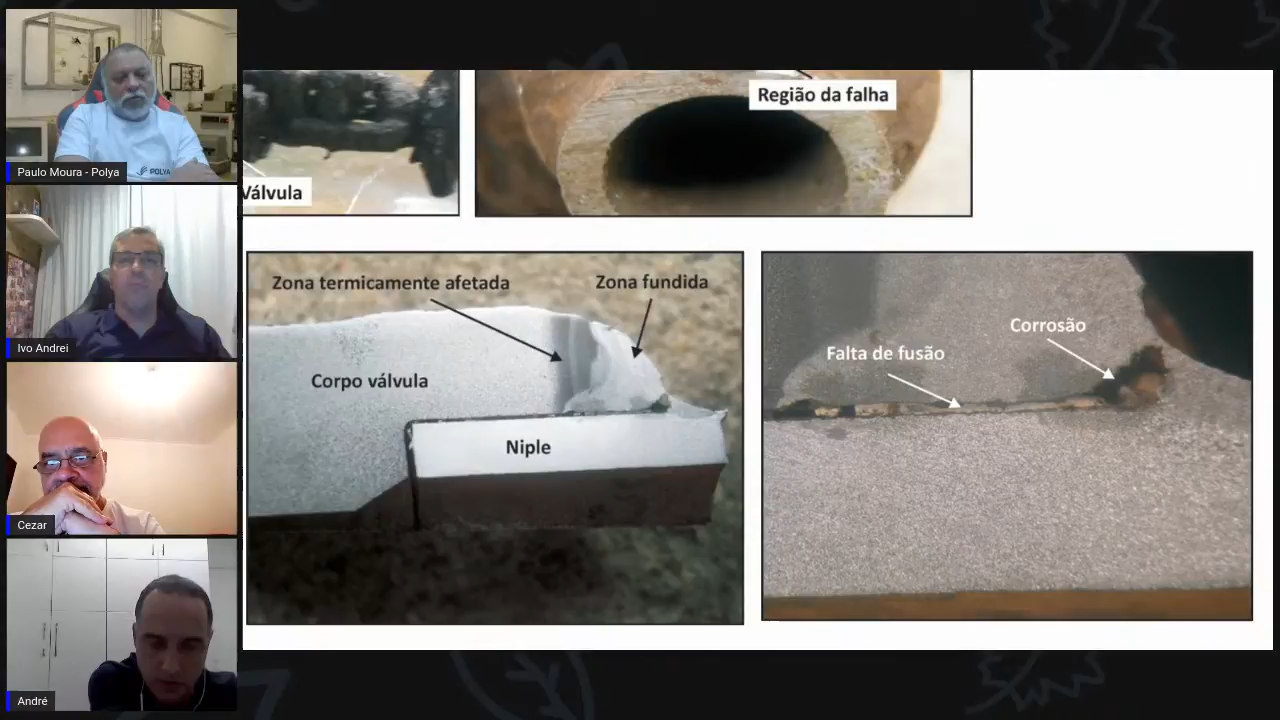 Paulo Moura - Polya
POLYA
Ivo Andrei
Cezar
André
Válvula
Região da falha
Zona termicamente afetada
Zona fundida
Corpo válvula
Niple
Corrosão
Falta de fusão